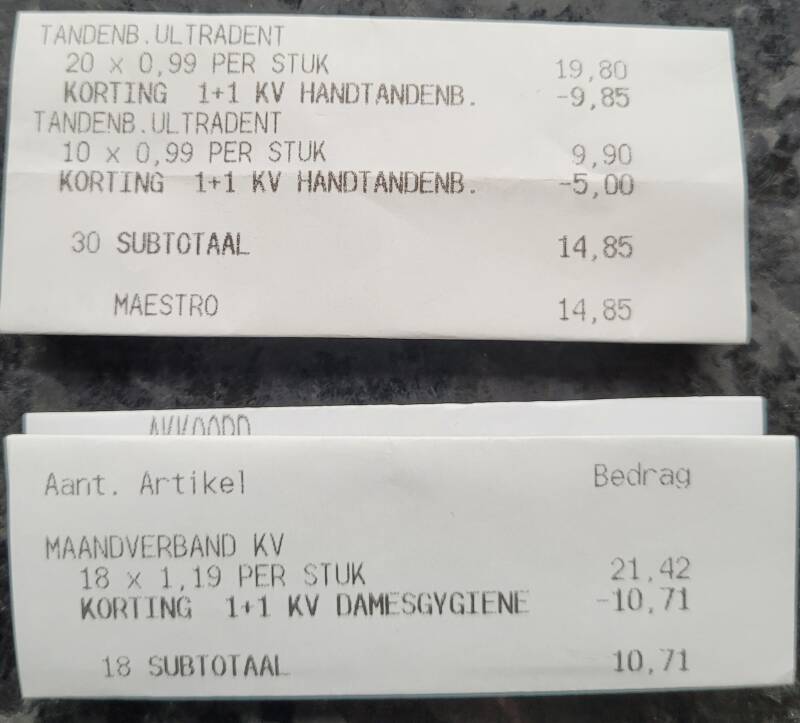 TANDENB.ULTRADENT
20 x 0,99 PER STUK 19,80
KORTING 1+1 KV HANDTANDENB. -9,85
TANDENB.ULTRADENT
10 x 0,99 PER STUK 9,90
KORTING 1+1 KV HANDTANDENB. -5,00
30 SUBTOTAAL 14,85
MAESTRO 14,85
AKKOORD
Aant. Artikel Bedrag
MAANDVERBAND KV
18 x 1,19 PER STUK 21,42
KORTING 1+1 KV DAMESGYGIENE -10,71
18 SUBTOTAAL 10,71